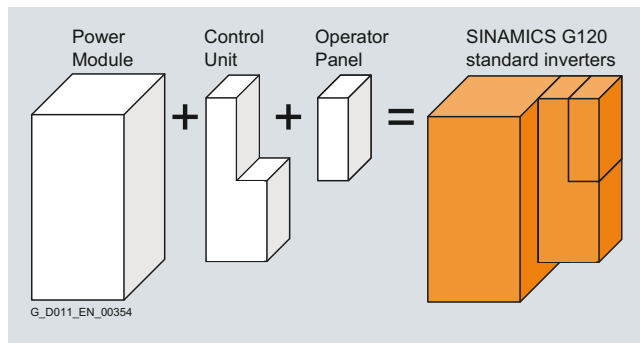 Power
Module
+
Control
Unit
+
Operator
Panel
=
SINAMICS G120
standard inverters
G_D011_EN_00354